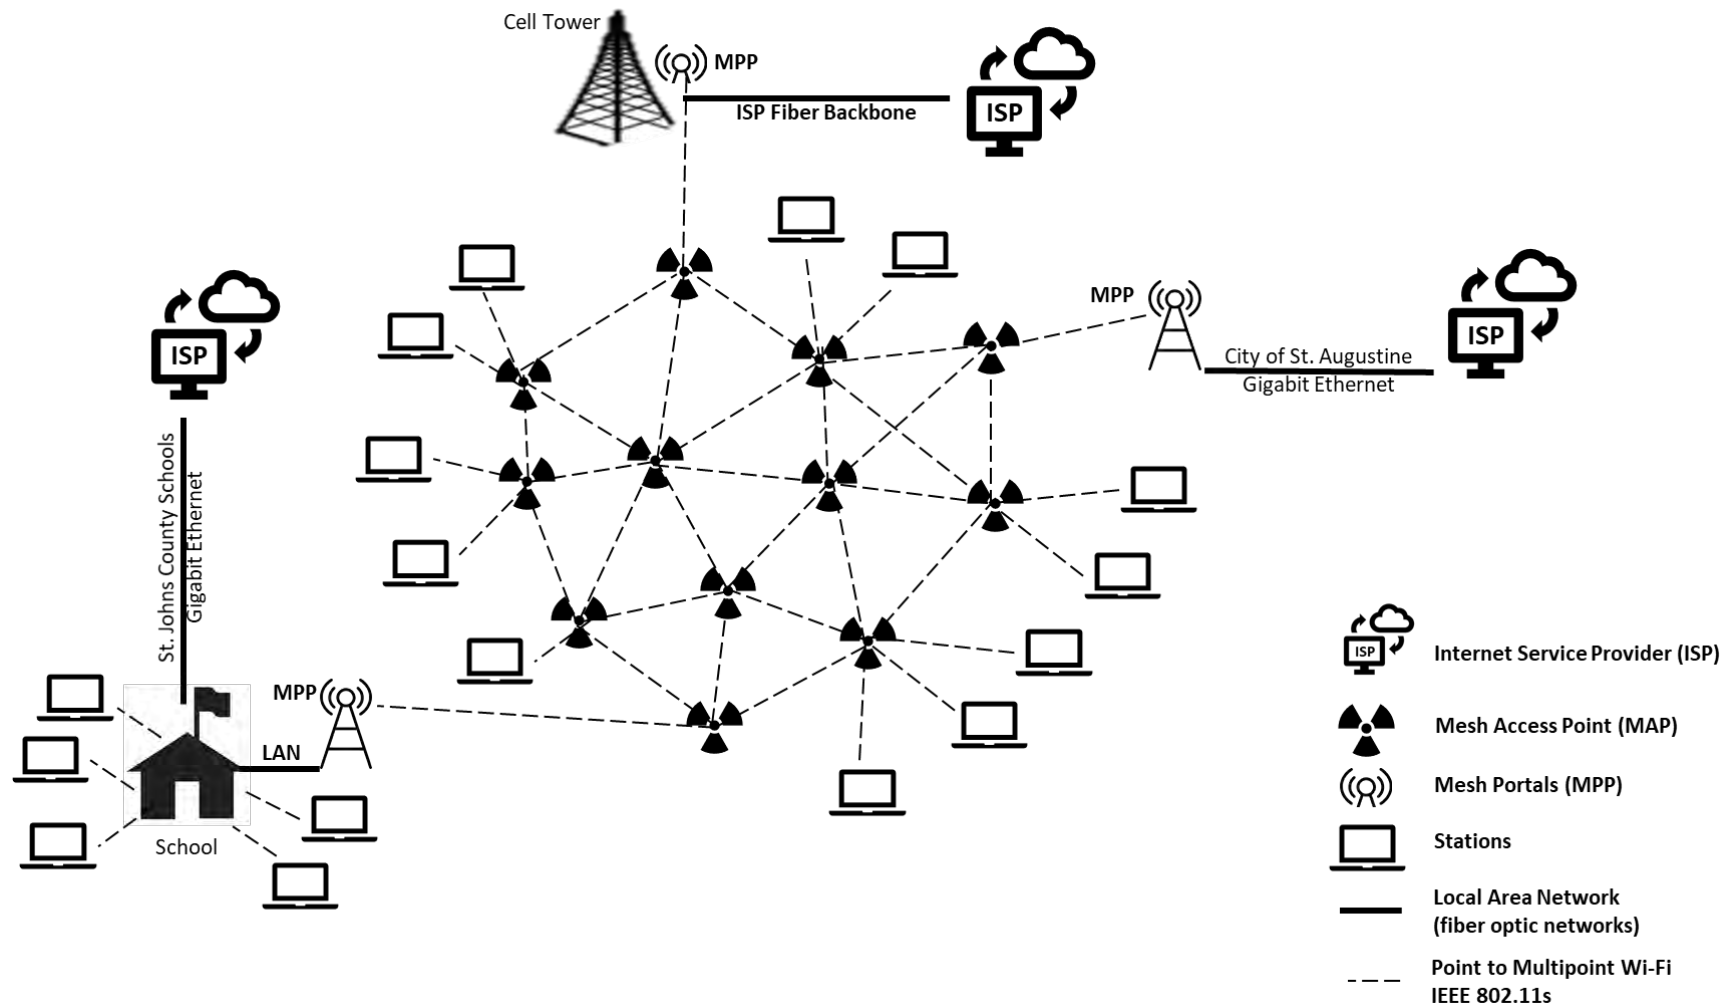 Cell Tower
MPP
ISP
ISP Fiber Backbone
MPP
ISP
City of St. Augustine
Gigabit Ethernet
ISP
St. Johns County Schools
Gigabit Ethernet
MPP
LAN
School
ISP
Internet Service Provider (ISP)
Mesh Access Point (MAP)
Mesh Portals (MPP)
Stations
Local Area Network
(fiber optic networks)
Point to Multipoint Wi-Fi
IEEE 802.11s